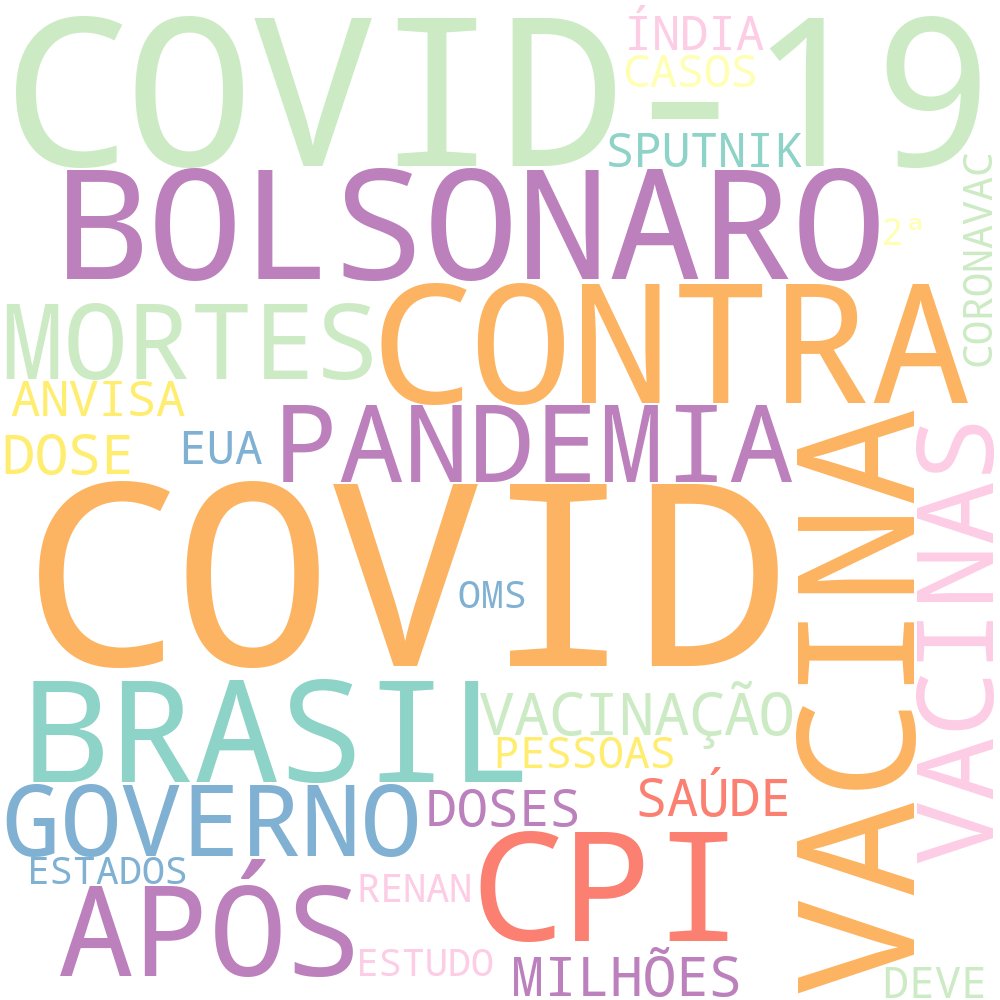 COVID-19
ÍNDIA
CASOS
SPUTNIK
BOLSONARO
2ª
CORONAVAC
MORTES
CONTRA
ANVISA
DOSE
EUA
PANDEMIA
VACINA
VACINAS
COVID
OMS
BRASIL
VACINAÇÃO
PESSOAS
GOVERNO
DOSES
SAÚDE
ESTADOS
APÓS
RENAN
CPI
ESTUDO
MILHÕES
DEVE